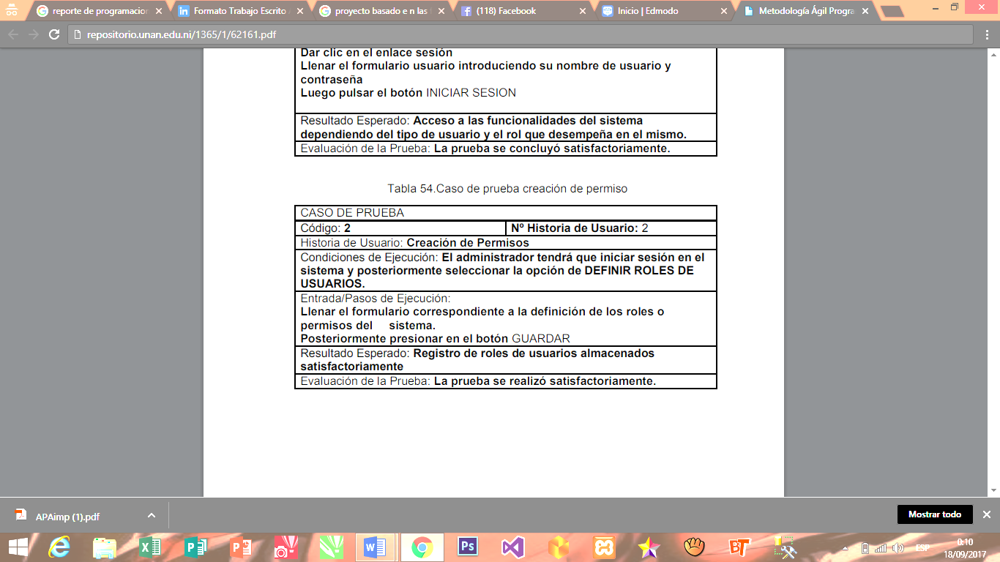 reporte de programacion
Formato Trabajo Escrito
proyecto basado e n las
(118) Facebook
Inicio | Edmodo
Metodología Ágil Progra
repositorio.unan.edu.ni/1365/1/62161.pdf
Dar clic en el enlace sesión
Llenar el formulario usuario introduciendo su nombre de usuario y
contraseña
Luego pulsar el botón INICIAR SESION
Resultado Esperado: Acceso a las funcionalidades del sistema
dependiendo del tipo de usuario y el rol que desempeña en el mismo.
Evaluación de la Prueba: La prueba se concluyó satisfactoriamente.
Tabla 54.Caso de prueba creación de permiso
CASO DE PRUEBA
Código: 2
Nº Historia de Usuario: 2
Historia de Usuario: Creación de Permisos
Condiciones de Ejecución: El administrador tendrá que iniciar sesión en el
sistema y posteriormente seleccionar la opción de DEFINIR ROLES DE
USUARIOS.
Entrada/Pasos de Ejecución:
Llenar el formulario correspondiente a la definición de los roles o
permisos del sistema.
Posteriormente presionar en el botón GUARDAR
Resultado Esperado: Registro de roles de usuarios almacenados
satisfactoriamente
Evaluación de la Prueba: La prueba se realizó satisfactoriamente.
APAimp (1).pdf
Mostrar todo
Ps
BT
ESP
0:10
18/09/2017